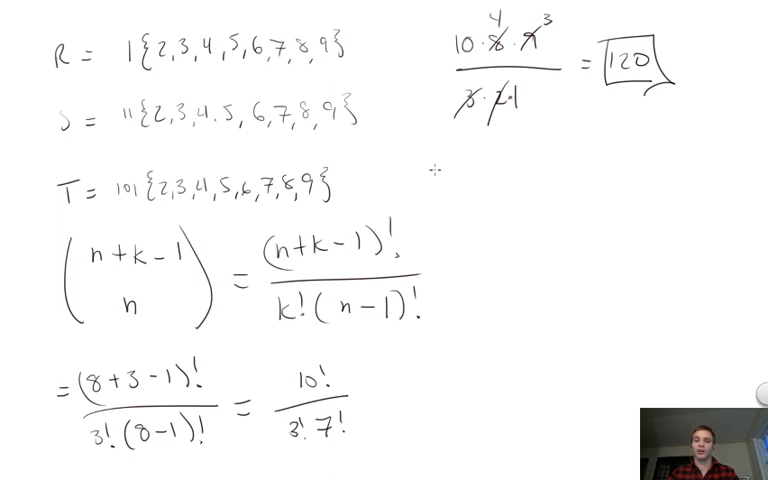 R = 1{2,3,4,5,6,7,8,9}
S = 11{2,3,4.5,6,7,8,9}
T = 101{2,3,4,5,6,7,8,9}
(n+k-1 n) = (n+k-1)! / k!(n-1)!
= (8+3-1)! / 3!(8-1)! = 10! / 3!7!
4 3
10·8·9 / 3·2·1 = 120